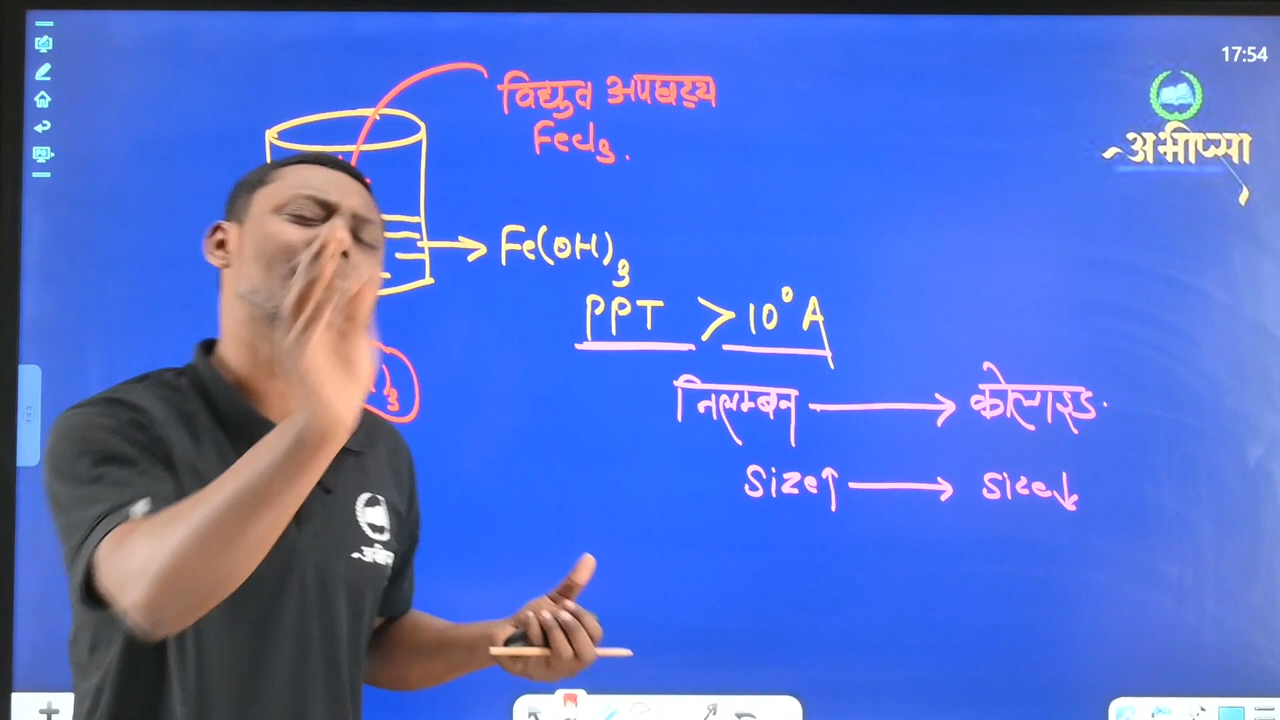 17:54
अभीप्सा
विद्युत अपघट्य
FeCl3.
Fe(OH)3
PPT > 10°A
निलम्बन → कोलाइड.
Size↑ → Size↓